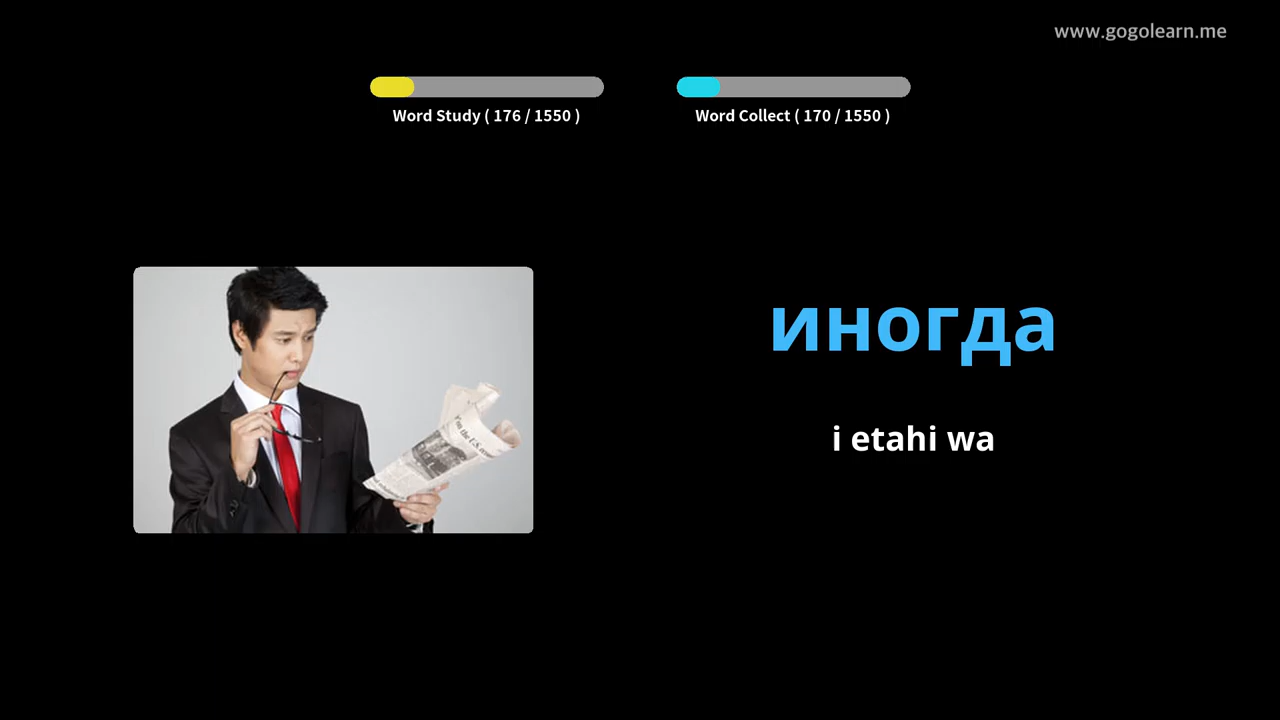 www.gogolearn.me
Word Study ( 176 / 1550 )
Word Collect ( 170 / 1550 )
иногда
i etahi wa